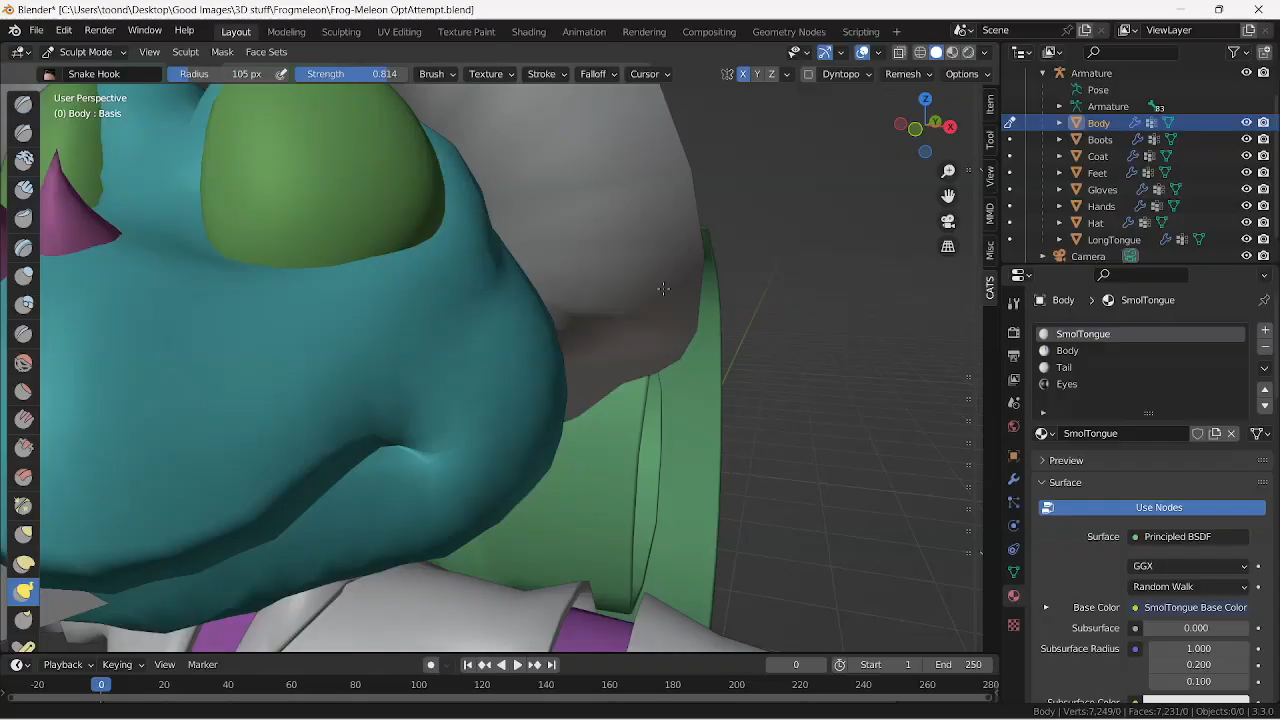 Blender* [C:\Users\toond\Desktop\Good Images\3D stuff\Frogmeleon\Frog-Meleon OptAttempt.blend]
File Edit Render Window Help Layout Modeling Sculpting UV Editing Texture Paint Shading Animation Rendering Compositing Geometry Nodes Scripting Scene ViewLayer
Sculpt Mode View Sculpt Mask Face Sets
Snake Hook Radius 105 px Strength 0.814 Brush Texture Stroke Falloff Cursor X Y Z Dyntopo Remesh Options
User Perspective
(0) Body : Basis
Z
Y
X
Item
Tool
View
MMD
Misc
CATS
Armature
Pose
Armature 83
Body
Boots
Coat
Feet
Gloves
Hands
Hat
LongTongue
Camera
Body SmolTongue
SmolTongue
Body
Tail
Eyes
SmolTongue
Preview
Surface
Use Nodes
Surface Principled BSDF
GGX
Random Walk
Base Color SmolTongue Base Color
Subsurface 0.000
Subsurface Radius 1.000
0.200
0.100
Subsurface Color
Playback Keying View Marker 0 Start 1 End 250
-20 0 20 40 60 80 100 120 140 160 180 200 220 240 260 280
Body | Verts:7,249/0 | Faces:7,231/0 | Objects:0/0 | 3.3.0